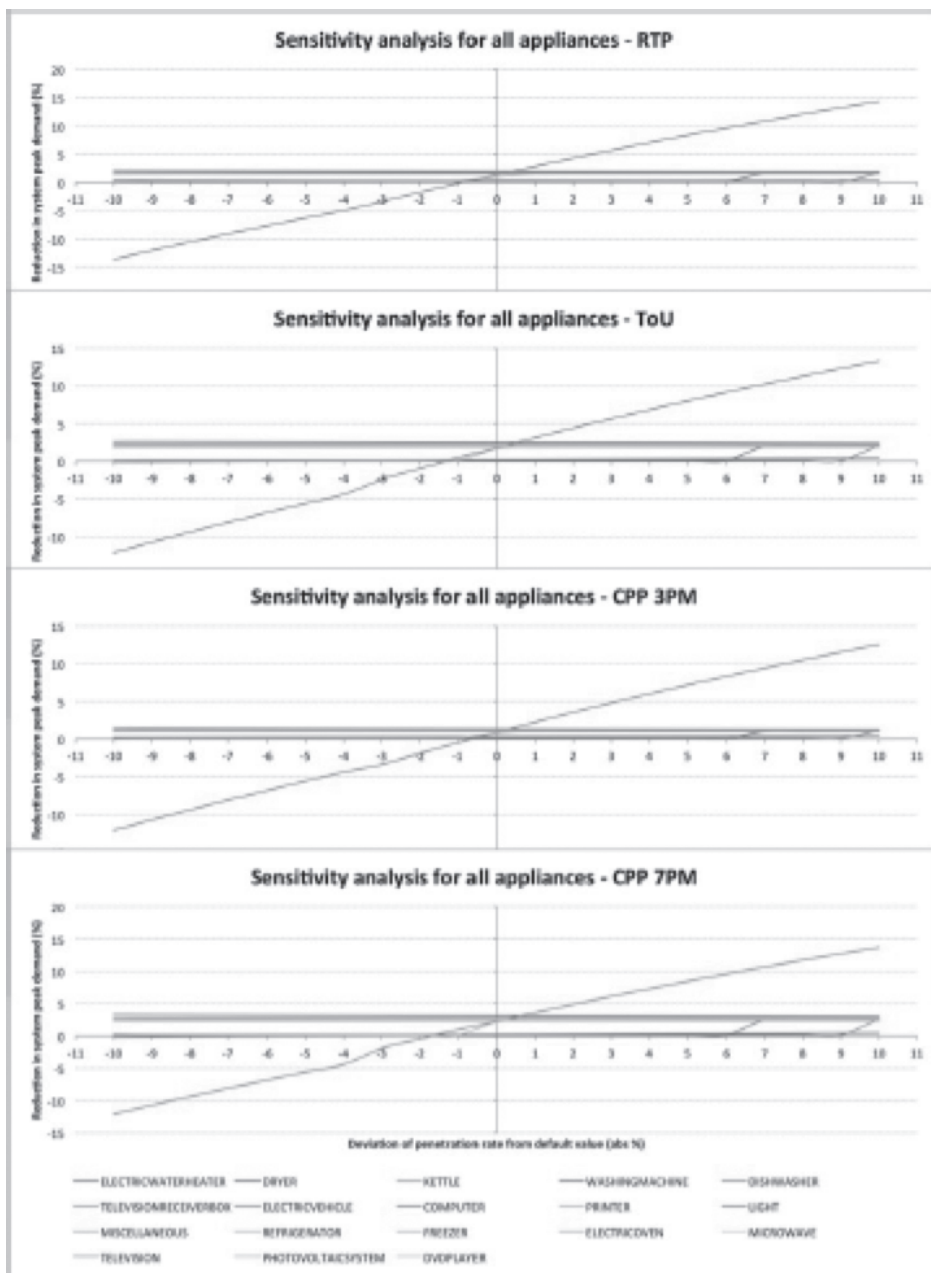 Sensitivity analysis for all appliances - RTP
Reduction in system peak demand (%)
20
15
10
5
0
-5
-10
-15
-11 -10 -9 -8 -7 -6 -5 -4 -3 -2 -1 0 1 2 3 4 5 6 7 8 9 10 11
Sensitivity analysis for all appliances - ToU
Reduction in system peak demand (%)
15
10
5
0
-5
-10
-11 -10 -9 -8 -7 -6 -5 -4 -3 -2 -1 0 1 2 3 4 5 6 7 8 9 10 11
Sensitivity analysis for all appliances - CPP 3PM
Reduction in system peak demand (%)
15
10
5
0
-5
-10
-11 -10 -9 -8 -7 -6 -5 -4 -3 -2 -1 0 1 2 3 4 5 6 7 8 9 10 11
Sensitivity analysis for all appliances - CPP 7PM
Reduction in system peak demand (%)
20
15
10
5
0
-5
-10
-15
-11 -10 -9 -8 -7 -6 -5 -4 -3 -2 -1 0 1 2 3 4 5 6 7 8 9 10 11
Deviation of penetration rate from default value (abs %)
ELECTRICWATERHEATER DRYER KETTLE WASHINGMACHINE DISHWASHER
TELEVISIONRECEIVERBOX ELECTRICVEHICLE COMPUTER PRINTER LIGHT
MISCELLANEOUS REFRIGERATOR FREEZER ELECTRICOVEN MICROWAVE
TELEVISION PHOTOVOLTAICSYSTEM DVDPLAYER